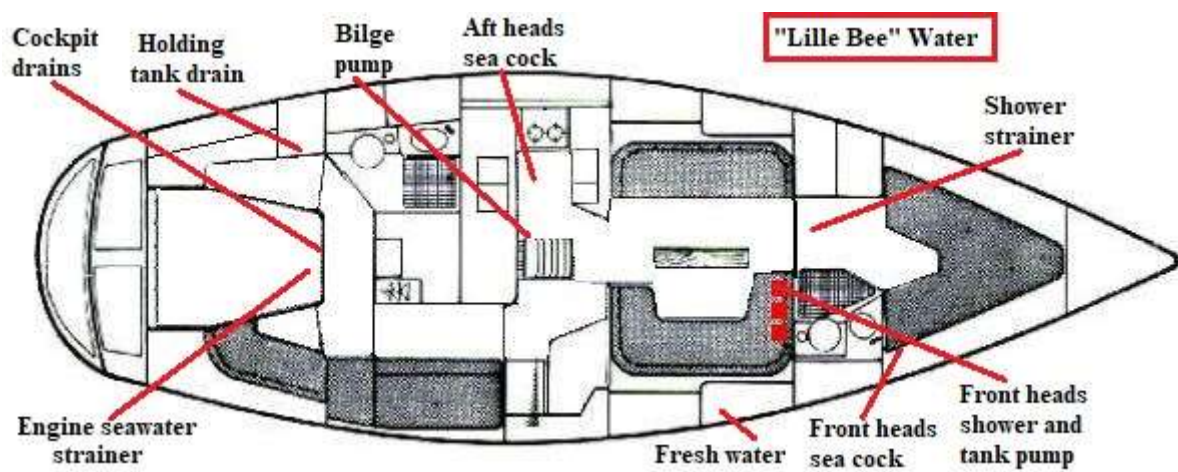 "Lille Bee" Water
Cockpit
drains
Holding
tank drain
Bilge
pump
Aft heads
sea cock
Shower
strainer
Engine seawater
strainer
Fresh water
Front heads
sea cock
Front heads
shower and
tank pump